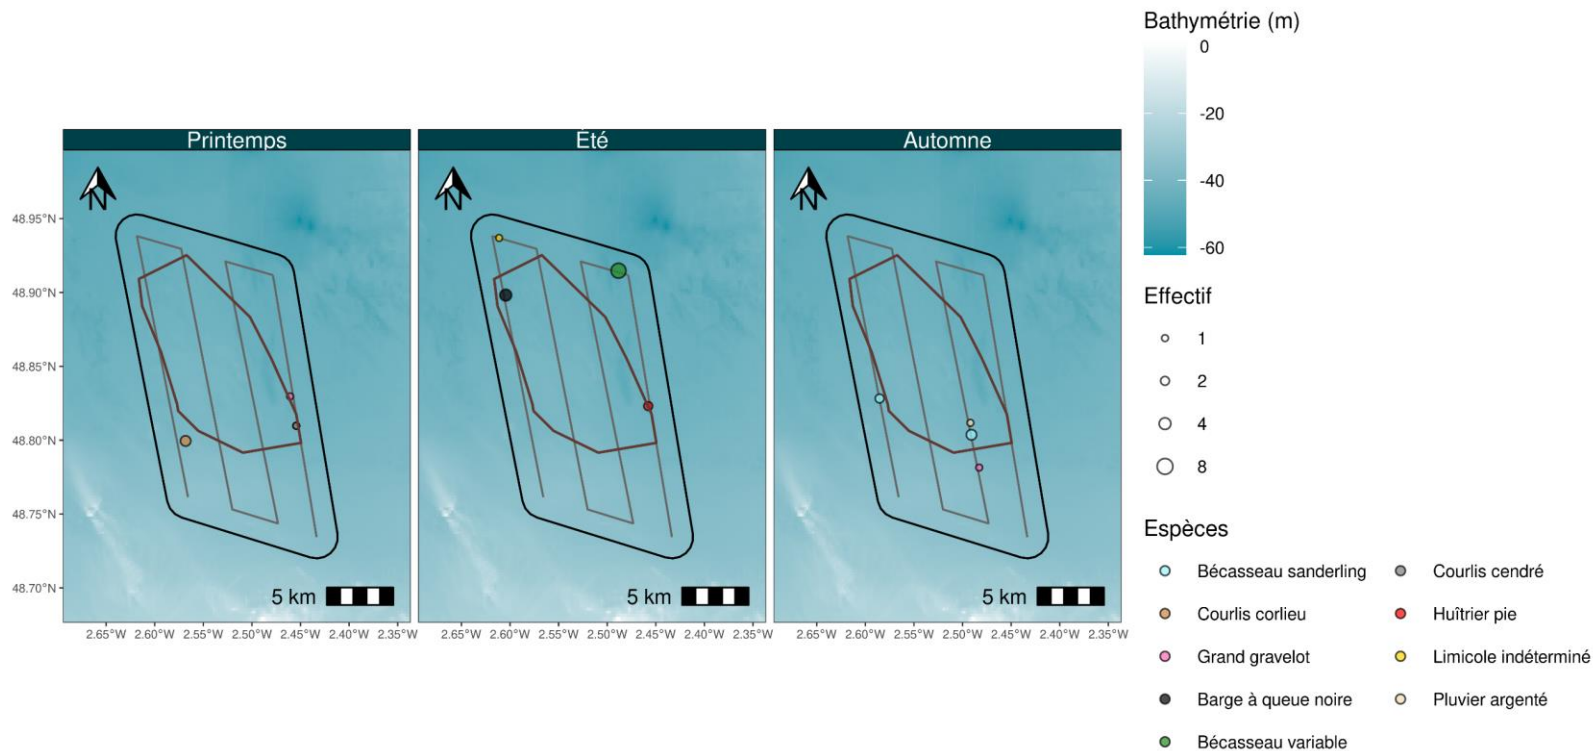 Bathymétrie (m)
0
-20
-40
-60
Printemps
Été
Automne
N
N
N
48.95°N
48.90°N
48.85°N
48.80°N
48.75°N
48.70°N
5 km
5 km
5 km
2.65°W 2.60°W 2.55°W 2.50°W 2.45°W 2.40°W 2.35°W
2.65°W 2.60°W 2.55°W 2.50°W 2.45°W 2.40°W 2.35°W
2.65°W 2.60°W 2.55°W 2.50°W 2.45°W 2.40°W 2.35°W
Effectif
1
2
4
8
Espèces
Bécasseau sanderling
Courlis corlieu
Grand gravelot
Barge à queue noire
Bécasseau variable
Courlis cendré
Huîtrier pie
Limicole indéterminé
Pluvier argenté